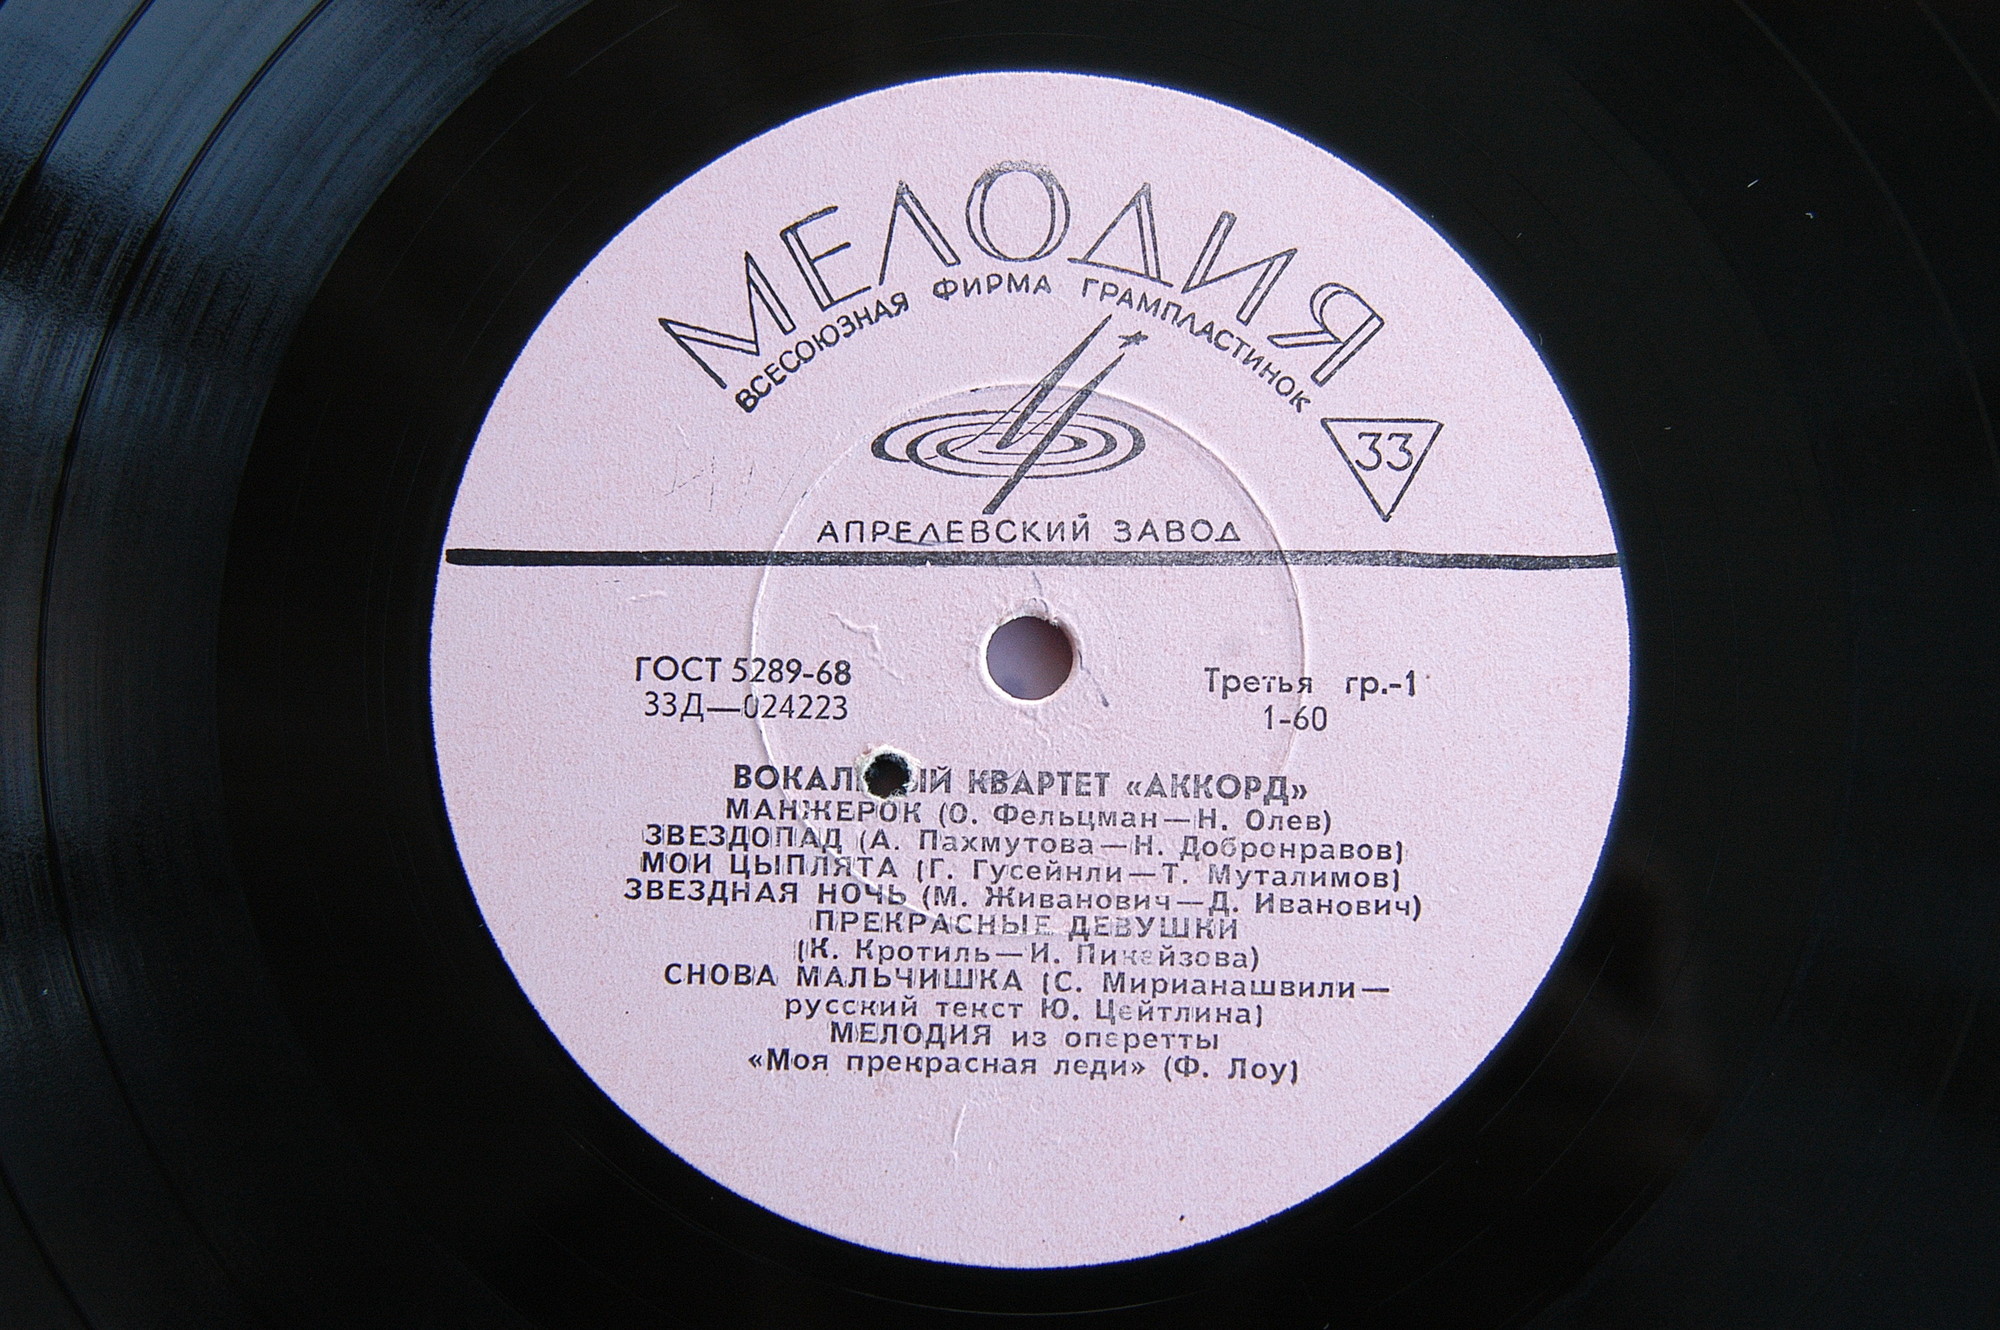 МЕЛОДИЯ
ВСЕСОЮЗНАЯ ФИРМА ГРАМПЛАСТИНОК
33
АПРЕЛЕВСКИЙ ЗАВОД
ГОСТ 5289-68
33Д—024223
Третья гр.-1
1-60
КВАРТЕТ «АККОРД»
МАНЖЕРОК (О. Фельцман—Н. Олев)
ЗВЕЗДОПАД (А. Пахмутова—Н. Добронравов)
МОИ ЦЫПЛЯТА (Г. Гусейнли—Т. Муталимов)
ЗВЕЗДНАЯ НОЧЬ (М. Живанович—Д. Иванович)
ПРЕКРАСНЫЕ ДЕВУШКИ
(К. Кротиль—И.
СНОВА МАЛЬЧИШКА (С. Мирианашвили—
русский текст Ю. Цейтлина)
МЕЛОДИЯ из оперетты
«Моя прекрасная леди» (Ф. Лоу)